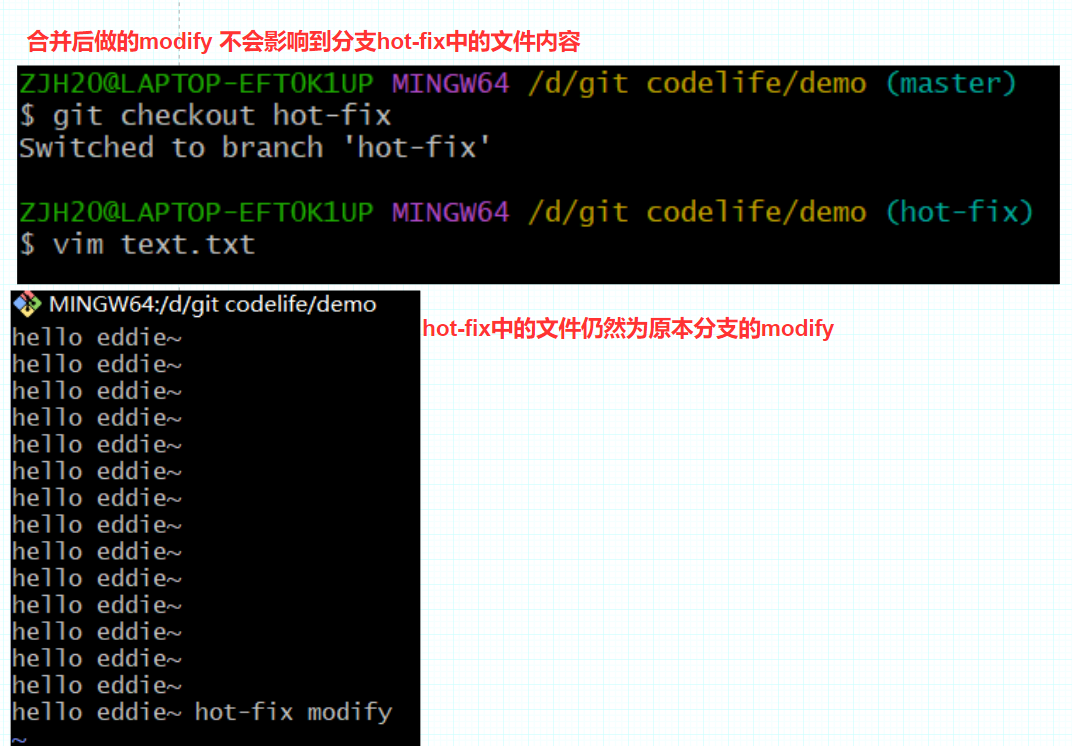 合并后做的modify 不会影响到分支hot-fix中的文件内容
ZJH20@LAPTOP-EFT0K1UP MINGW64 /d/git codelife/demo (master)
$ git checkout hot-fix
Switched to branch 'hot-fix'
ZJH20@LAPTOP-EFT0K1UP MINGW64 /d/git codelife/demo (hot-fix)
$ vim text.txt
MINGW64:/d/git codelife/demo
hot-fix中的文件仍然为原本分支的modify
hello eddie~
hello eddie~
hello eddie~
hello eddie~
hello eddie~
hello eddie~
hello eddie~
hello eddie~
hello eddie~
hello eddie~
hello eddie~
hello eddie~
hello eddie~
hello eddie~
hello eddie~ hot-fix modify
~